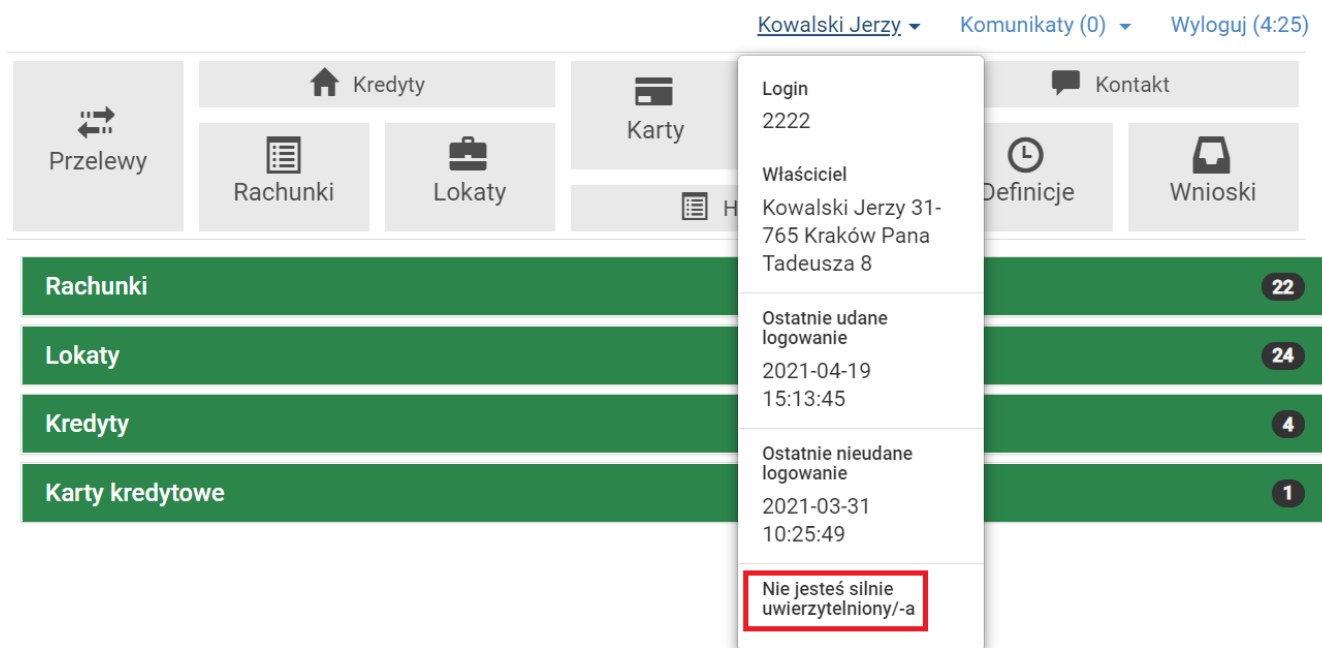 Kowalski Jerzy
Komunikaty (0)
Wyloguj (4:25)
Przelewy
Kredyty
Rachunki
Lokaty
Karty
H
Kontakt
Definicje
Wnioski
Login
2222
Właściciel
Kowalski Jerzy 31-
765 Kraków Pana
Tadeusza 8
Ostatnie udane
logowanie
2021-04-19
15:13:45
Ostatnie nieudane
logowanie
2021-03-31
10:25:49
Nie jesteś silnie
uwierzytelniony/-a
Rachunki 22
Lokaty 24
Kredyty 4
Karty kredytowe 1